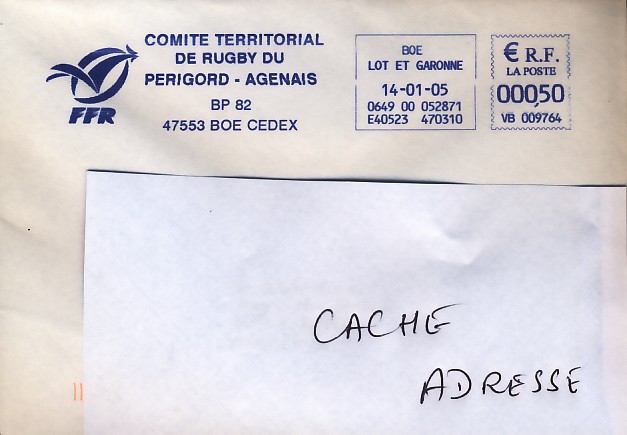 COMITE TERRITORIAL
DE RUGBY DU
PERIGORD - AGENAIS
BP 82
47553 BOE CEDEX
FFR
BOE
LOT ET GARONNE
14-01-05
0649 00 052871
E40523 470310
€ R.F.
LA POSTE
000,50
VB 009764
CACHE
ADRESSE